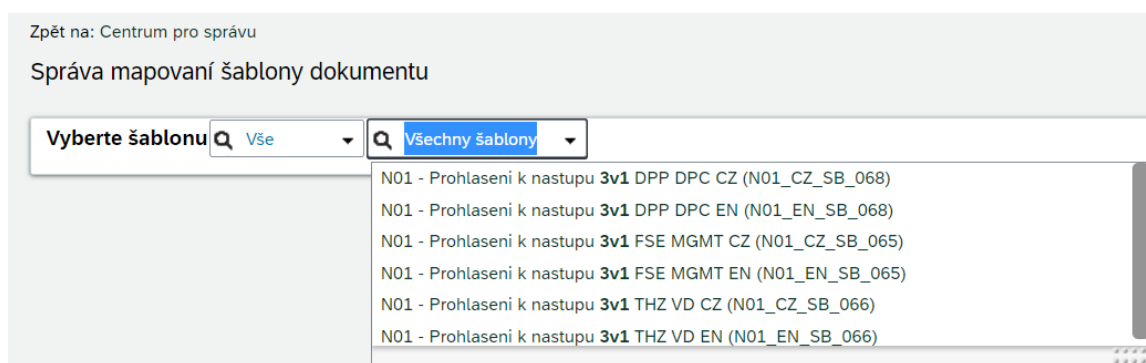 Zpět na: Centrum pro správu
Správa mapovaní šablony dokumentu
Vyberte šablonu Vše Všechny šablony
N01 - Prohlaseni k nastupu 3v1 DPP DPC CZ (N01_CZ_SB_068)
N01 - Prohlaseni k nastupu 3v1 DPP DPC EN (N01_EN_SB_068)
N01 - Prohlaseni k nastupu 3v1 FSE MGMT CZ (N01_CZ_SB_065)
N01 - Prohlaseni k nastupu 3v1 FSE MGMT EN (N01_EN_SB_065)
N01 - Prohlaseni k nastupu 3v1 THZ VD CZ (N01_CZ_SB_066)
N01 - Prohlaseni k nastupu 3v1 THZ VD EN (N01_EN_SB_066)